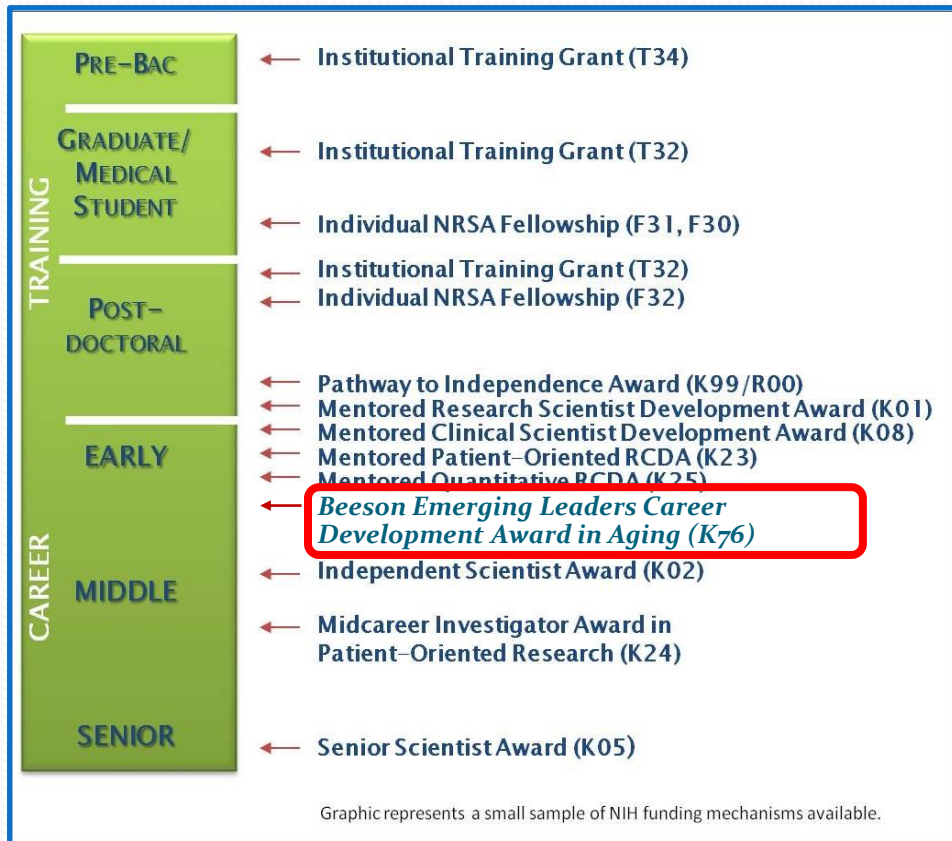 TRAINING
CAREER
PRE-BAC
Institutional Training Grant (T34)
GRADUATE/
MEDICAL
STUDENT
Institutional Training Grant (T32)
Individual NRSA Fellowship (F31, F30)
POST-
DOCTORAL
Institutional Training Grant (T32)
Individual NRSA Fellowship (F32)
Pathway to Independence Award (K99/R00)
Mentored Research Scientist Development Award (K01)
EARLY
Mentored Clinical Scientist Development Award (K08)
Mentored Patient-Oriented RCDA (K23)
Mentored Quantitative RCDA (K25)
Beeson Emerging Leaders Career
Development Award in Aging (K76)
MIDDLE
Independent Scientist Award (K02)
Midcareer Investigator Award in
Patient-Oriented Research (K24)
SENIOR
Senior Scientist Award (K05)
Graphic represents a small sample of NIH funding mechanisms available.